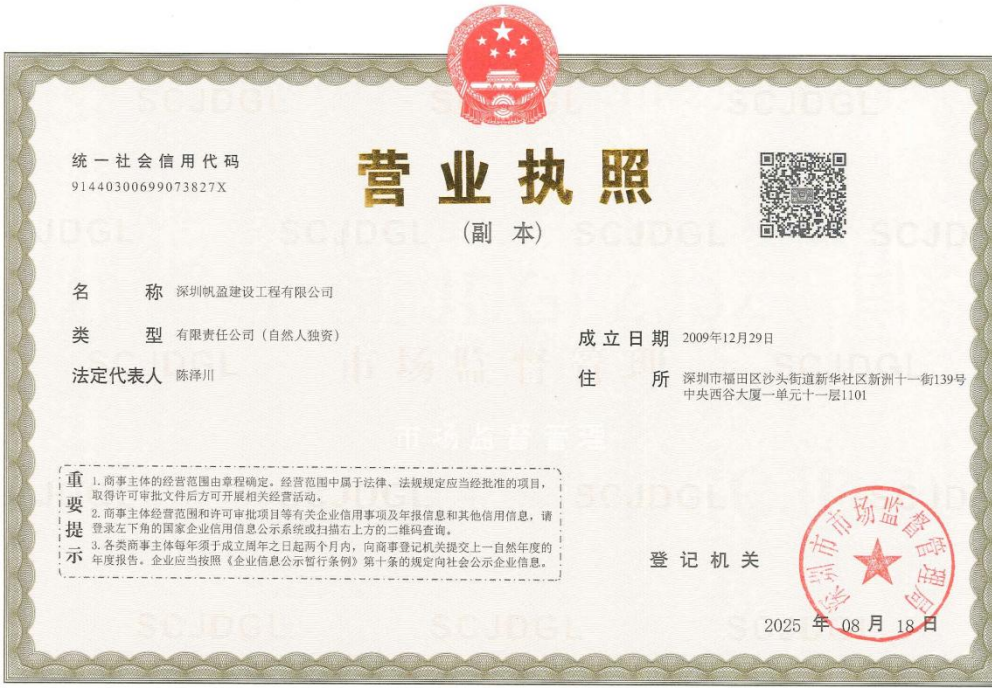 统一社会信用代码
91440300699073827X
营业执照
(副 本)
名 称 深圳帆盈建设工程有限公司
类 型 有限责任公司（自然人独资）
法定代表人 陈泽川
成立日期 2009年12月29日
住 所 深圳市福田区沙头街道新华社区新洲十一街139号
中央西谷大厦一单元十一层1101
重要提示
1.商事主体的经营范围由章程确定。经营范围中属于法律、法规规定应当经批准的项目，
取得许可审批文件后方可开展相关经营活动。
2.商事主体经营范围和许可审批项目等有关企业信用事项及年报信息和其他信用信息，请
登录左下角的国家企业信用信息公示系统或扫描右上方的二维码查询。
3.各类商事主体每年须于成立周年之日起两个月内，向商事登记机关提交上一自然年度的
年度报告。企业应当按照《企业信息公示暂行条例》第十条的规定向社会公示企业信息。
登记机关
深圳市市场监督管理局
2025 年 08 月 18 日
SCJDGL
市场监督管理